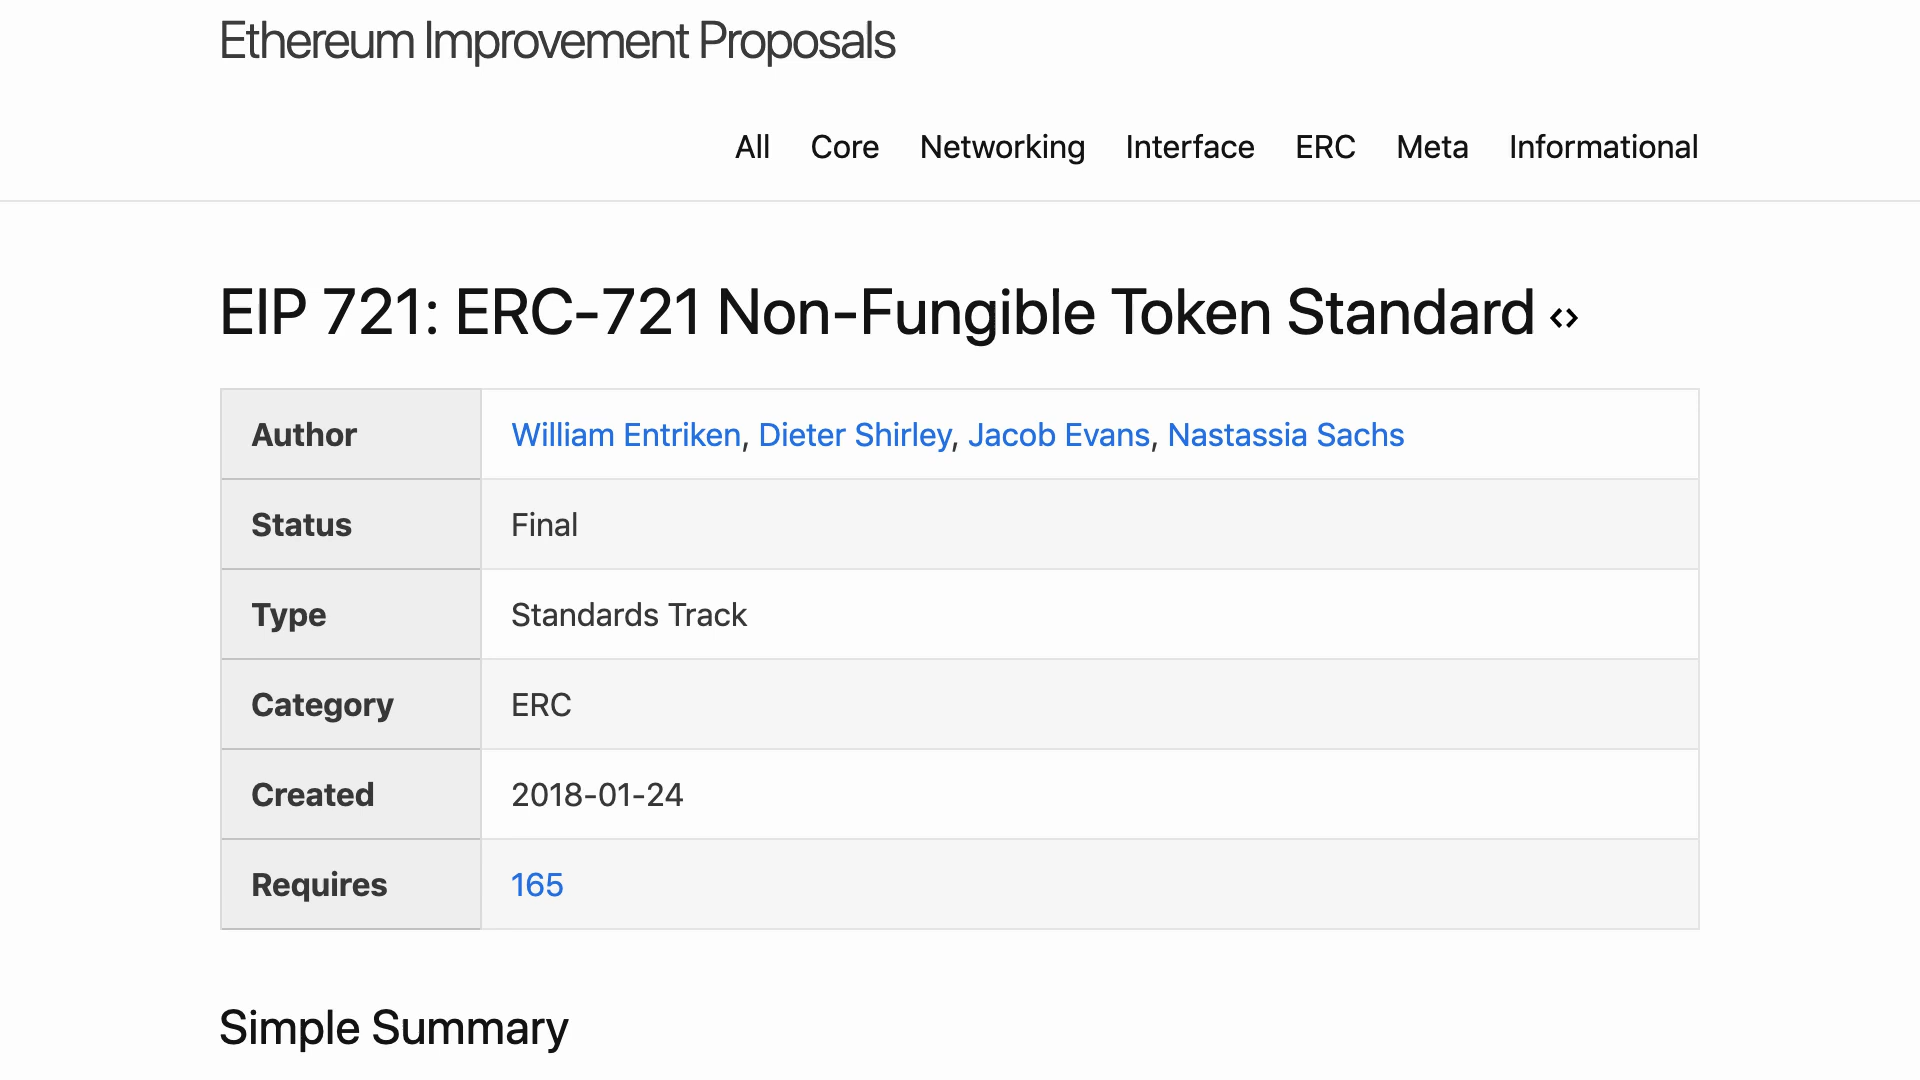 Ethereum Improvement Proposals
All Core Networking Interface ERC Meta Informational
EIP 721: ERC-721 Non-Fungible Token Standard <>
Author William Entriken, Dieter Shirley, Jacob Evans, Nastassia Sachs
Status Final
Type Standards Track
Category ERC
Created 2018-01-24
Requires 165
Simple Summary